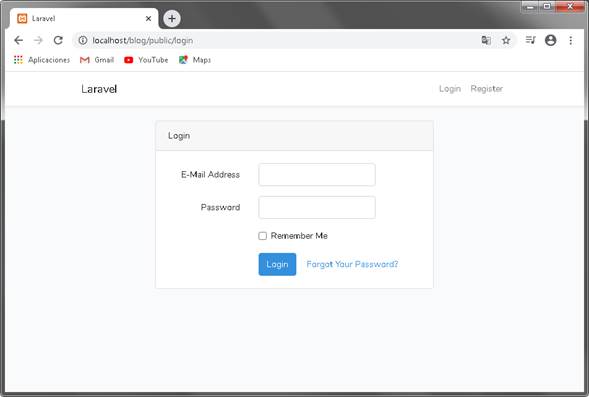 Laravel
localhost/blog/public/login
Aplicaciones Gmail YouTube Maps
Laravel Login Register
Login
E-Mail Address
Password
Remember Me
Login Forgot Your Password?